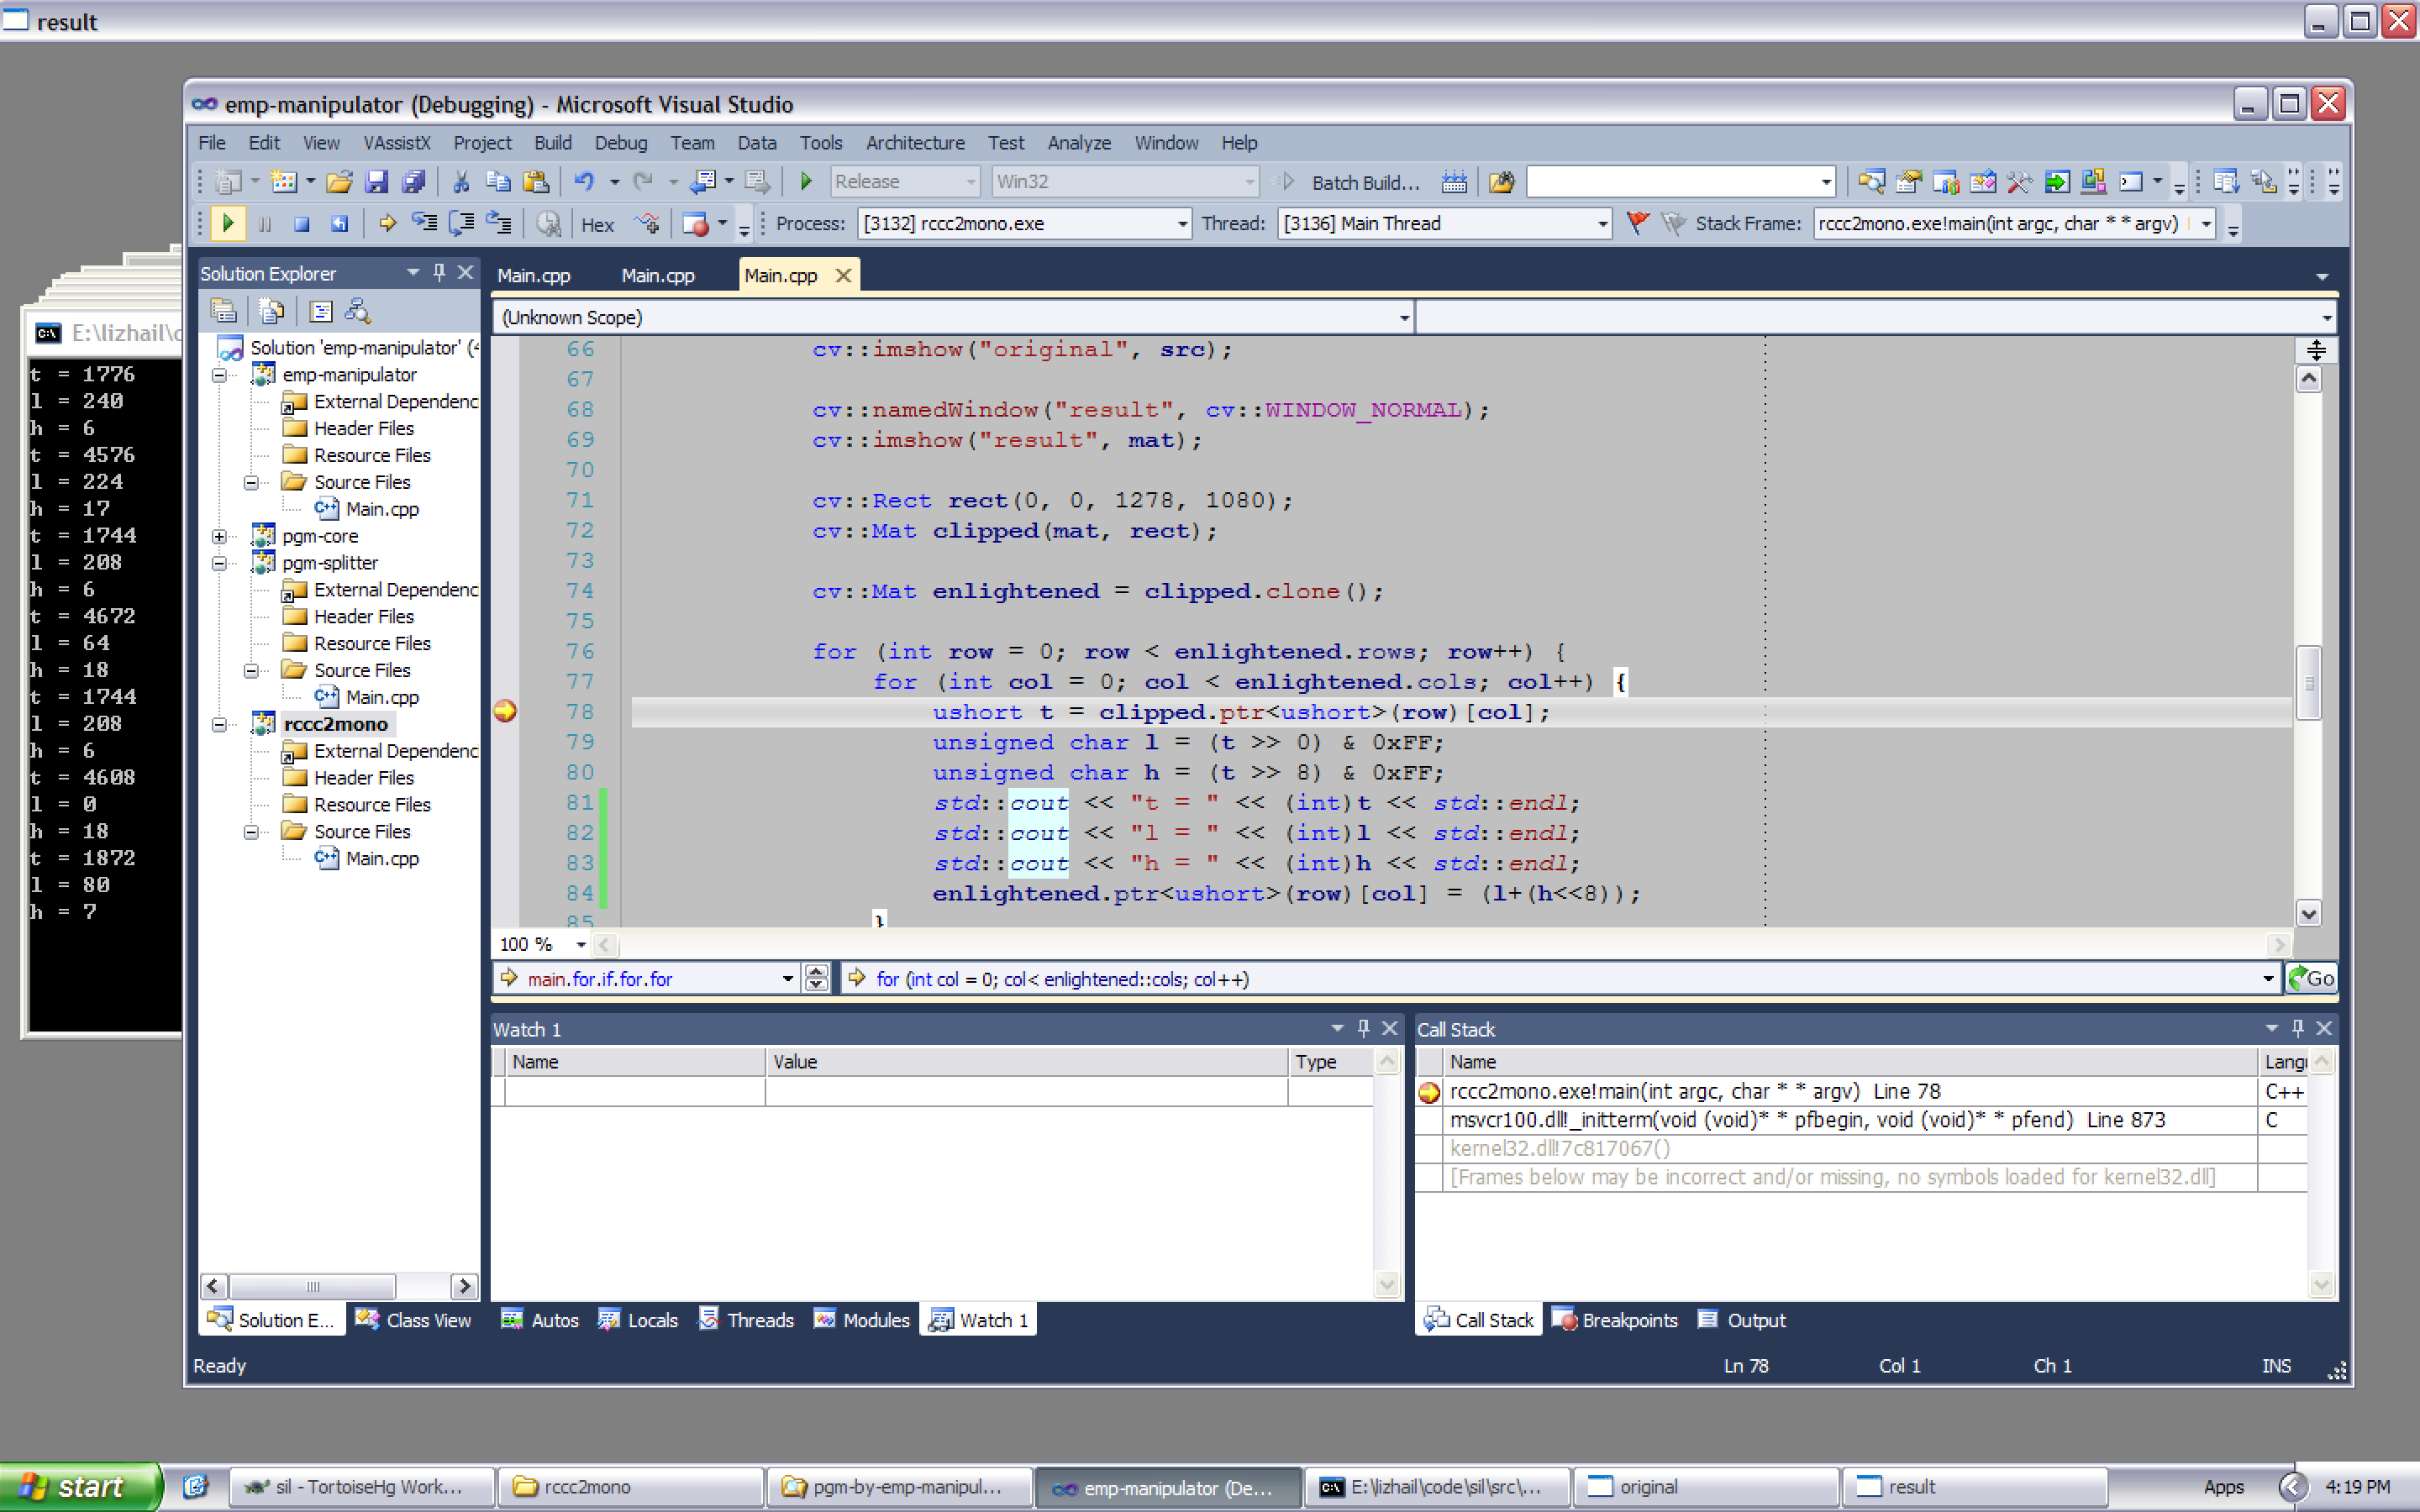 result
emp-manipulator (Debugging) - Microsoft Visual Studio
File Edit View VAssistX Project Build Debug Team Data Tools Architecture Test Analyze Window Help
Release Win32 Batch Build...
Hex Process: [3132] rccc2mono.exe Thread: [3136] Main Thread Stack Frame: rccc2mono.exe!main(int argc, char * * argv)
E:\lizhail\c
t = 1776
l = 240
h = 6
t = 4576
l = 224
h = 17
t = 1744
l = 208
h = 6
t = 4672
l = 64
h = 18
t = 1744
l = 208
h = 6
t = 4608
l = 0
h = 18
t = 1872
l = 80
h = 7
Solution Explorer
Solution 'emp-manipulator' (4
emp-manipulator
External Dependenc
Header Files
Resource Files
Source Files
Main.cpp
pgm-core
pgm-splitter
External Dependenc
Header Files
Resource Files
Source Files
Main.cpp
rccc2mono
External Dependenc
Header Files
Resource Files
Source Files
Main.cpp
Solution E... Class View
Main.cpp Main.cpp Main.cpp
(Unknown Scope)
66 cv::imshow("original", src);
67
68 cv::namedWindow("result", cv::WINDOW_NORMAL);
69 cv::imshow("result", mat);
70
71 cv::Rect rect(0, 0, 1278, 1080);
72 cv::Mat clipped(mat, rect);
73
74 cv::Mat enlightened = clipped.clone();
75
76 for (int row = 0; row < enlightened.rows; row++) {
77 for (int col = 0; col < enlightened.cols; col++) {
78 ushort t = clipped.ptr<ushort>(row)[col];
79 unsigned char l = (t >> 0) & 0xFF;
80 unsigned char h = (t >> 8) & 0xFF;
81 std::cout << "t = " << (int)t << std::endl;
82 std::cout << "l = " << (int)l << std::endl;
83 std::cout << "h = " << (int)h << std::endl;
84 enlightened.ptr<ushort>(row)[col] = (l+(h<<8));
85 }
100 %
main.for.if.for.for for (int col = 0; col< enlightened::cols; col++) Go
Watch 1
Name Value Type
Autos Locals Threads Modules Watch 1
Call Stack
Name Langu
rccc2mono.exe!main(int argc, char * * argv) Line 78 C++
msvcr100.dll!_initterm(void (void)* * pfbegin, void (void)* * pfend) Line 873 C
kernel32.dll!7c817067()
[Frames below may be incorrect and/or missing, no symbols loaded for kernel32.dll]
Call Stack Breakpoints Output
Ready Ln 78 Col 1 Ch 1 INS
start sil - TortoiseHg Work... rccc2mono pgm-by-emp-manipul... emp-manipulator (De... E:\lizhail\code\sil\src\... original result Apps 4:19 PM